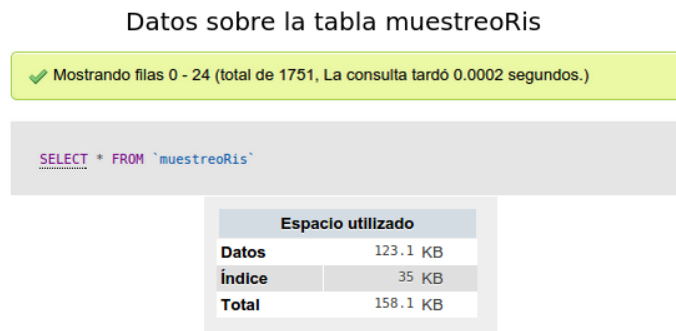 Datos sobre la tabla muestreoRis
Mostrando filas 0 - 24 (total de 1751, La consulta tardó 0.0002 segundos.)
SELECT * FROM `muestreoRis`
Espacio utilizado
Datos 123.1 KB
Índice 35 KB
Total 158.1 KB